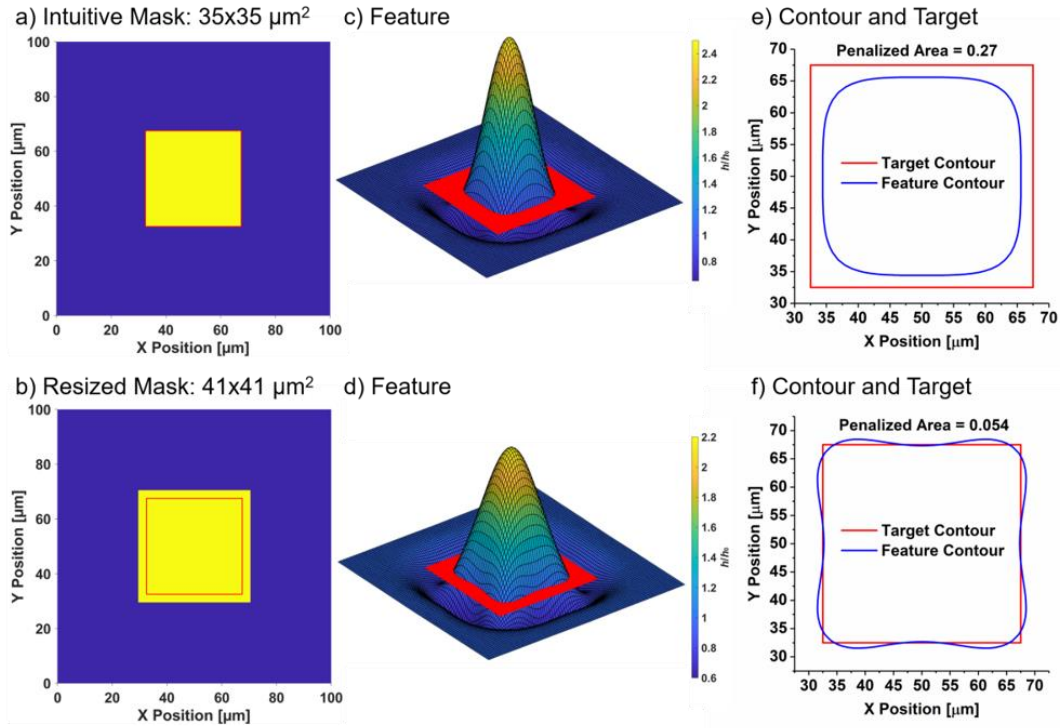 a) Intuitive Mask: 35x35 µm²
100
80
60
40
20
0
Y Position [µm]
0 20 40 60 80 100
X Position [µm]
c) Feature
2.4
2.2
2
1.8
1.6
1.4
1.2
1
0.8
h/h₀
e) Contour and Target
Penalized Area = 0.27
70
65
60
55
50
45
40
35
30
Y Position [µm]
Target Contour
Feature Contour
30 35 40 45 50 55 60 65 70
X Position [µm]
b) Resized Mask: 41x41 µm²
100
80
60
40
20
0
Y Position [µm]
0 20 40 60 80 100
X Position [µm]
d) Feature
2.2
2
1.8
1.6
1.4
1.2
1
0.8
0.6
h/h₀
f) Contour and Target
Penalized Area = 0.054
70
65
60
55
50
45
40
35
30
Y Position [µm]
Target Contour
Feature Contour
30 35 40 45 50 55 60 65 70
X Position [µm]